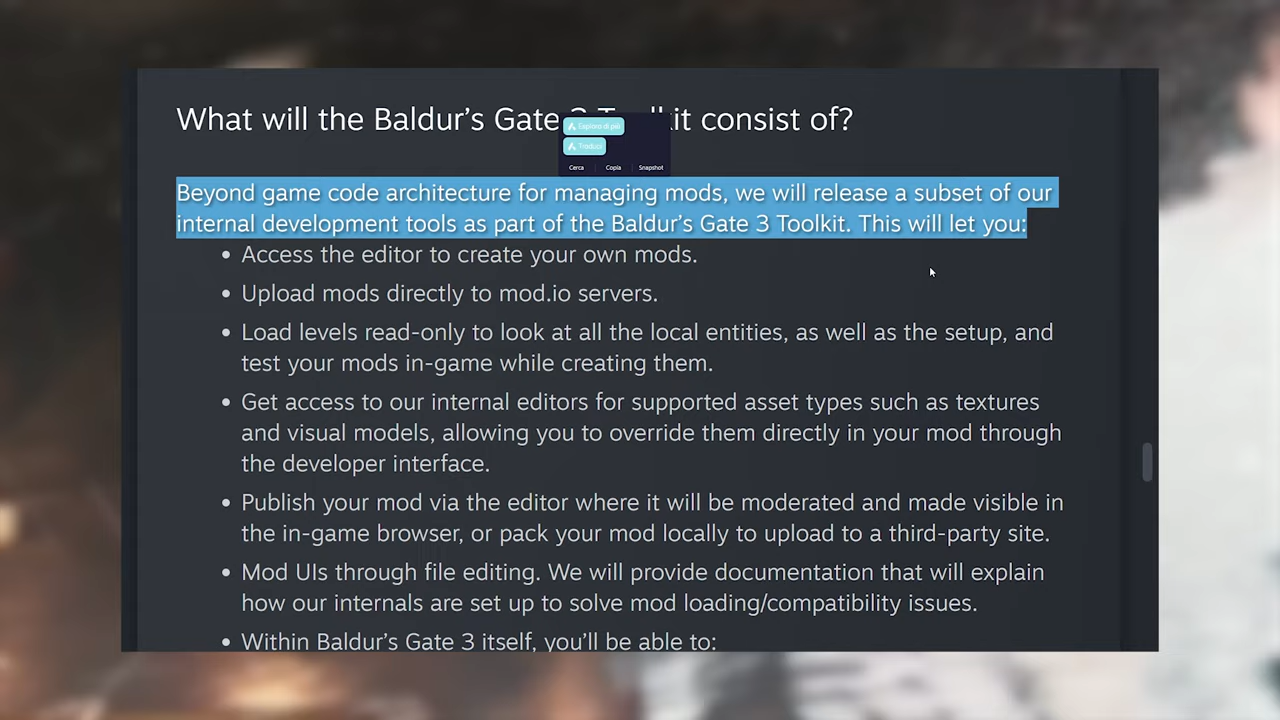 What will the Baldur's Gate 3 Toolkit consist of?
Esplora di più
Traduci
Cerca Copia Snapshot
Beyond game code architecture for managing mods, we will release a subset of our
internal development tools as part of the Baldur's Gate 3 Toolkit. This will let you:
• Access the editor to create your own mods.
• Upload mods directly to mod.io servers.
• Load levels read-only to look at all the local entities, as well as the setup, and
test your mods in-game while creating them.
• Get access to our internal editors for supported asset types such as textures
and visual models, allowing you to override them directly in your mod through
the developer interface.
• Publish your mod via the editor where it will be moderated and made visible in
the in-game browser, or pack your mod locally to upload to a third-party site.
• Mod UIs through file editing. We will provide documentation that will explain
how our internals are set up to solve mod loading/compatibility issues.
• Within Baldur's Gate 3 itself, you'll be able to: